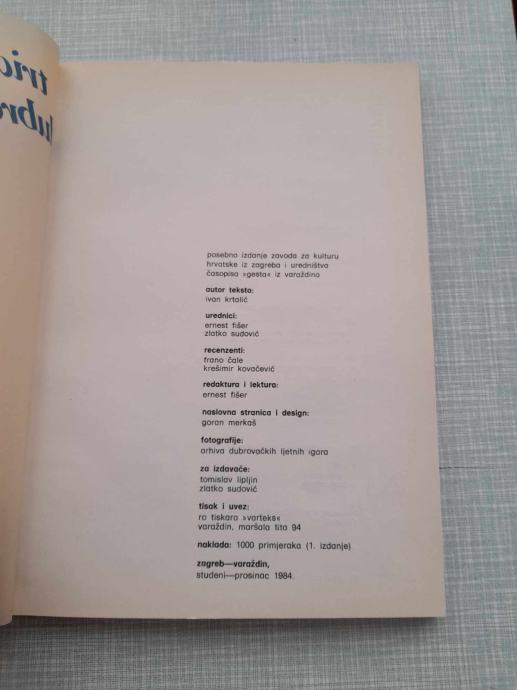 posebno izdanje zavoda za kulturu
hrvatske iz zagreba i uredništva
časopisa »gesta« iz varaždina
autor teksta:
ivan krtalić
urednici:
ernest fišer
zlatko sudović
recenzenti:
frano čale
krešimir kovačević
redaktura i lektura:
ernest fišer
naslovna stranica i design:
goran merkaš
fotografije:
arhiva dubrovačkih ljetnih igara
za izdavače:
tomislav lipljin
zlatko sudović
tisak i uvez:
ro tiskara »varteks«
varaždin, maršala tita 94
naklada: 1000 primjeraka (1. izdanje)
zagreb—varaždin,
studeni—prosinac 1984.